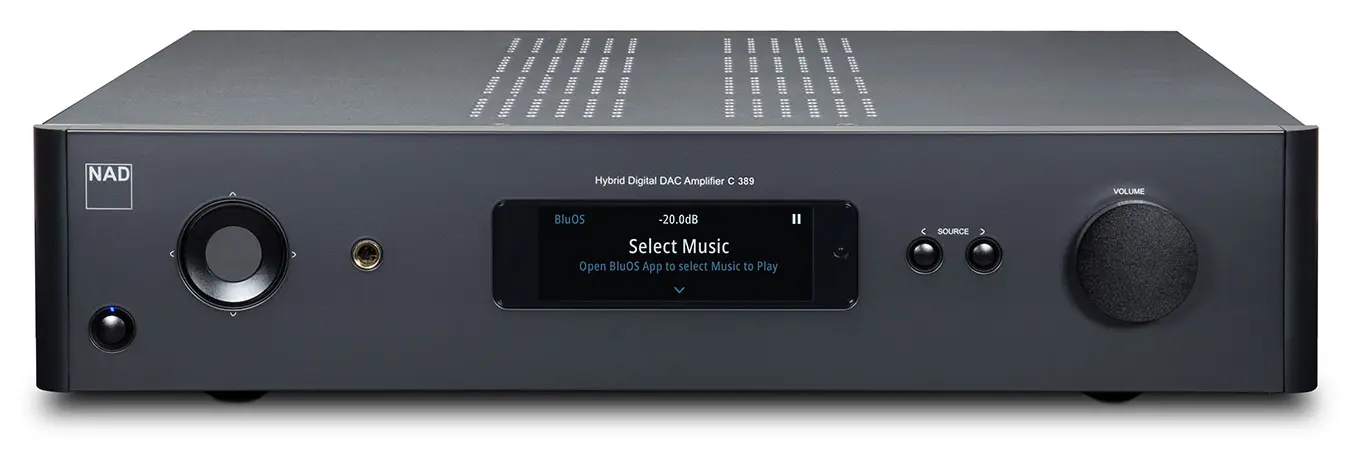 NAD
Hybrid Digital DAC Amplifier C 389
BluOS -20.0dB
Select Music
Open BluOS App to select Music to Play
< SOURCE >
VOLUME